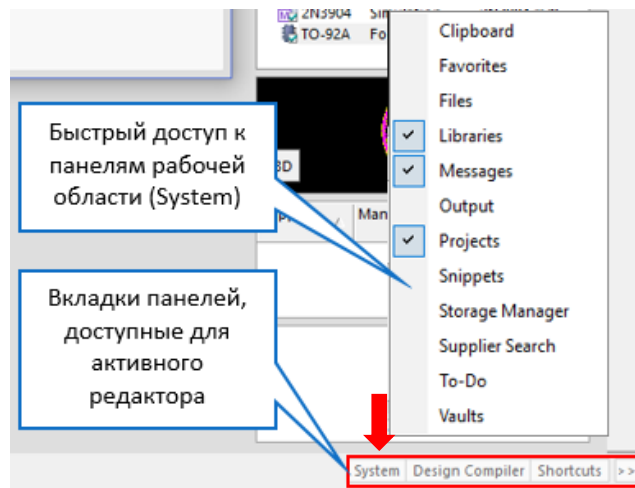 2N3904
TO-92A Fo
Clipboard
Favorites
Files
Libraries
Messages
Output
Projects
Snippets
Storage Manager
Supplier Search
To-Do
Vaults
Быстрый доступ к
панелям рабочей
области (System)
3D
Man
Вкладки панелей,
доступные для
активного
редактора
System Design Compiler Shortcuts >>